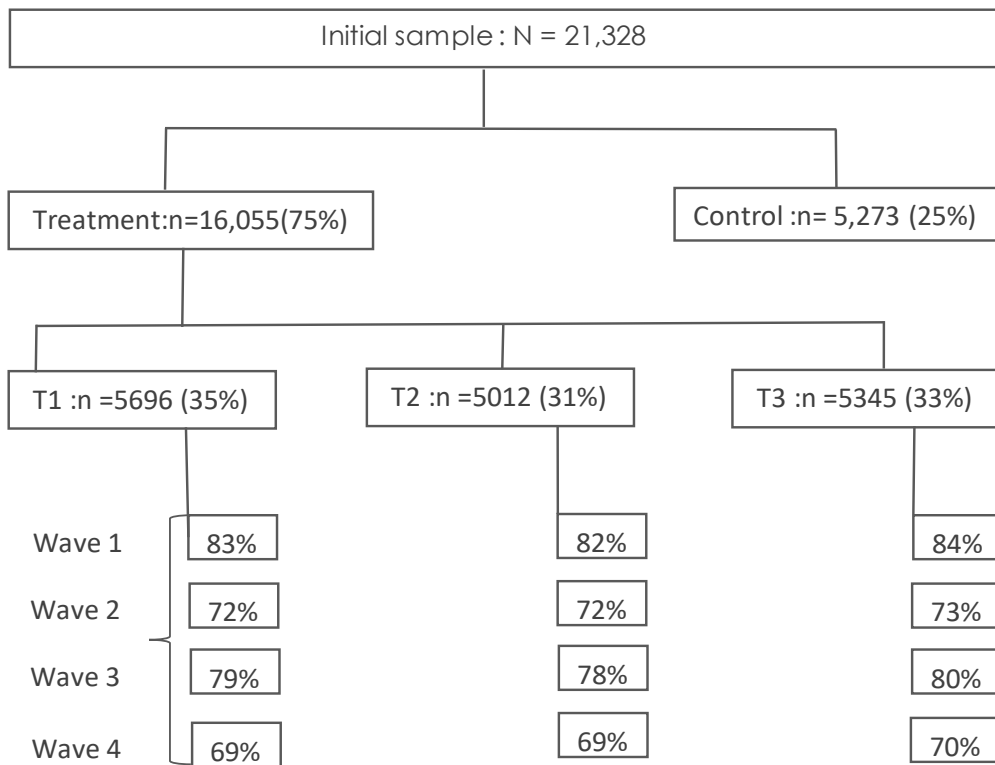 Initial sample : N = 21,328
Treatment:n=16,055(75%)
Control :n= 5,273 (25%)
T1 :n =5696 (35%)
T2 :n =5012 (31%)
T3 :n =5345 (33%)
Wave 1 83% 82% 84%
Wave 2 72% 72% 73%
Wave 3 79% 78% 80%
Wave 4 69% 69% 70%